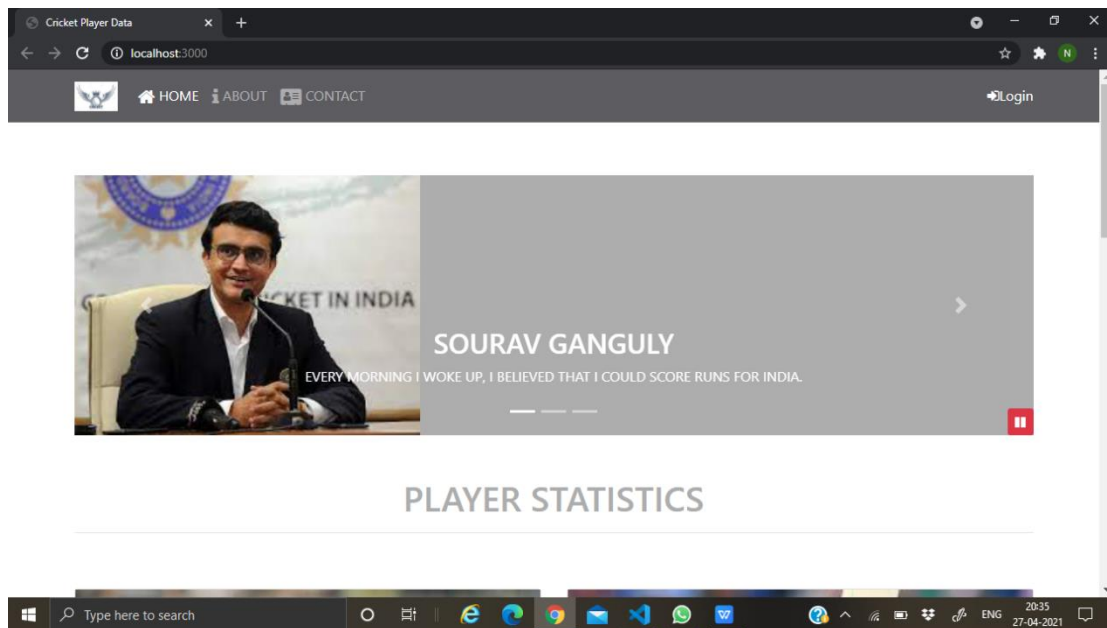 Cricket Player Data
localhost:3000
HOME ABOUT CONTACT
Login
CKET IN INDIA
SOURAV GANGULY
EVERY MORNING I WOKE UP, I BELIEVED THAT I COULD SCORE RUNS FOR INDIA.
PLAYER STATISTICS
Type here to search
ENG
20:35
27-04-2021
N